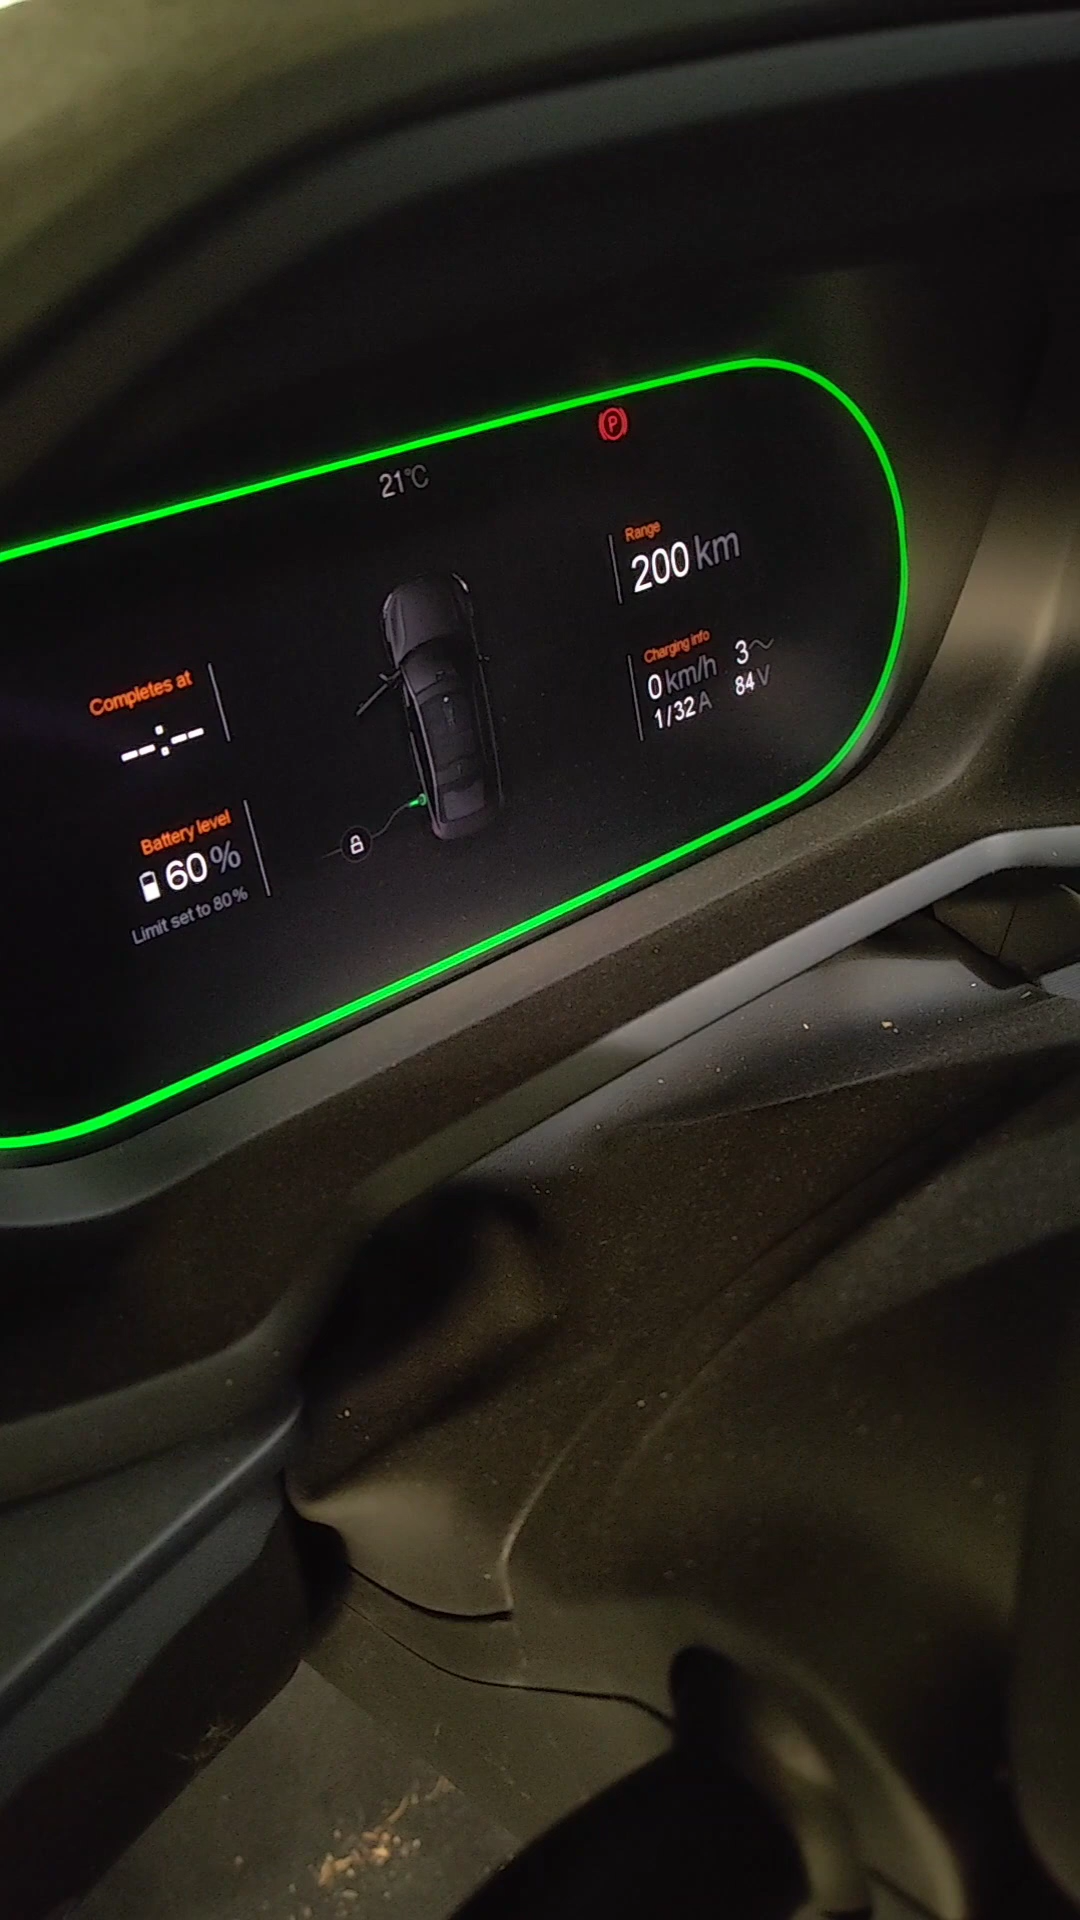 21°C
P
Completes at
--:--
Battery level
60%
Limit set to 80%
Range
200 km
Charging info
0 km/h 3~
1/32 A 84 V